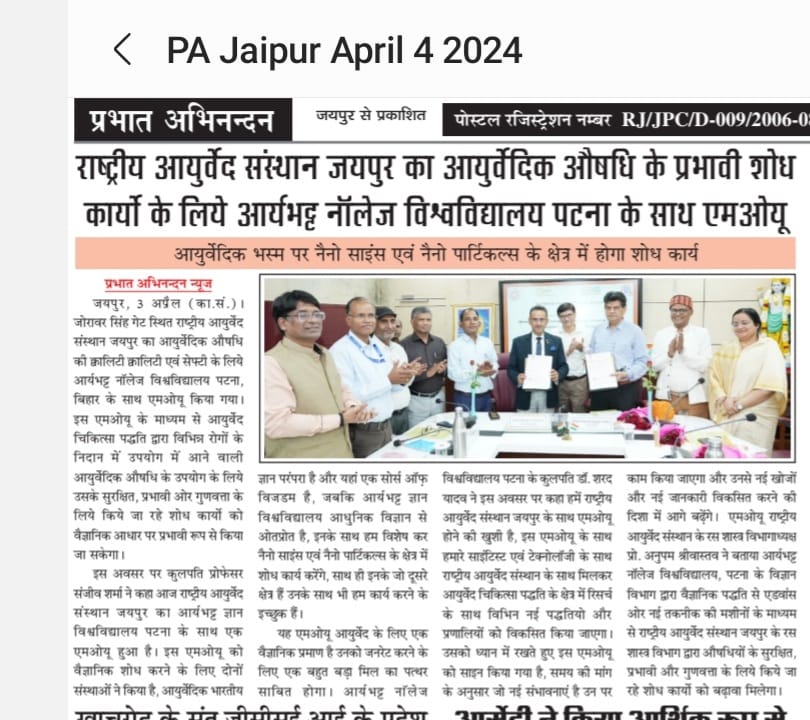 PA Jaipur April 4 2024
प्रभात अभिनन्दन
जयपुर से प्रकाशित
पोस्टल रजिस्ट्रेशन नम्बर RJ/JPC/D-009/2006-0
राष्ट्रीय आयुर्वेद संस्थान जयपुर का आयुर्वेदिक औषधि के प्रभावी शोध
कार्यो के लिये आर्यभट्ट नॉलेज विश्वविद्यालय पटना के साथ एमओयू
आयुर्वेदिक भस्म पर नैनो साइंस एवं नैनो पार्टिकल्स के क्षेत्र में होगा शोध कार्य
प्रभात अभिनन्दन न्यूज
जयपुर, 3 अप्रैल (का.सं.)।
जोरावर सिंह गेट स्थित राष्ट्रीय आयुर्वेद
संस्थान जयपुर का आयुर्वेदिक औषधि
की क्वालिटी क्वालिटी एवं सेफ्टी के लिये
आर्यभट्ट नॉलेज विश्वविद्यालय पटना,
बिहार के साथ एमओयू किया गया।
इस एमओयू के माध्यम से आयुर्वेद
चिकित्सा पद्धति द्वारा विभिन्न रोगों के
निदान में उपयोग में आने वाली
आयुर्वेदिक औषधि के उपयोग के लिये
उसके सुरक्षित, प्रभावी ओर गुणवत्ता के
लिये किये जा रहे शोध कार्यो को
वैज्ञानिक आधार पर प्रभावी रूप से किया
जा सकेगा।
इस अवसर पर कुलपति प्रोफेसर
संजीव शर्मा ने कहा आज राष्ट्रीय आयुर्वेद
संस्थान जयपुर का आर्यभट्ट ज्ञान
विश्वविद्यालय पटना के साथ एक
एमओयू हुआ है। इस एमओयू को
वैज्ञानिक शोध करने के लिए दोनों
संस्थाओं ने किया है, आयुर्वेदिक भारतीय
ज्ञान परंपरा है और यहां एक सोर्स ऑफ
विजडम है, जबकि आर्यभट्ट ज्ञान
विश्वविद्यालय आधुनिक विज्ञान से
ओतप्रोत है, इनके साथ हम विशेष कर
नैनो साइंस एवं नैनो पार्टिकल्स के क्षेत्र में
शोध कार्य करेंगे, साथ ही इनके जो दूसरे
क्षेत्र हैं उनके साथ भी हम कार्य करने के
इच्छुक हैं।
यह एमओयू आयुर्वेद के लिए एक
वैज्ञानिक प्रमाण है उनको जनरेट करने के
लिए एक बहुत बड़ा मिल का पत्थर
साबित होगा। आर्यभट्ट नॉलेज
विश्वविद्यालय पटना के कुलपति डॉ. शरद
यादव ने इस अवसर पर कहा हमें राष्ट्रीय
आयुर्वेद संस्थान जयपुर के साथ एमओयू
होने की खुशी है, इस एमओयू के साथ
हमारे साइंटिस्ट एवं टेक्नोलॉजी के साथ
राष्ट्रीय आयुर्वेद संस्थान के साथ मिलकर
आयुर्वेद चिकित्सा पद्धति के क्षेत्र में रिसर्च
के साथ विभिन नई पद्धतियो और
प्रणालियों को विकसित किया जाएगा।
उसको ध्यान में रखते हुए इस एमओयू
को साइन किया गया है, समय की मांग
के अनुसार जो नई संभावनाएं है उन पर
काम किया जाएगा और उनसे नई खोजों
और नई जानकारी विकसित करने की
दिशा में आगे बढ़ेंगे। एमओयू राष्ट्रीय
आयुर्वेद संस्थान के रस शास्त्र विभागाध्यक्ष
प्रो. अनुपम श्रीवास्तव ने बताया आर्यभट्ट
नॉलेज विश्वविद्यालय, पटना के विज्ञान
विभाग द्वारा वैज्ञानिक पद्धति से एडवांस
ओर नई तकनीक की मशीनों के माध्यम
से राष्ट्रीय आयुर्वेद संस्थान जयपुर के रस
शास्त्र विभाग द्वारा औषधियों के सुरक्षित,
प्रभावी और गुणवत्ता के लिये किये जा
रहे शोध कार्यो को बढ़ावा मिलेगा।